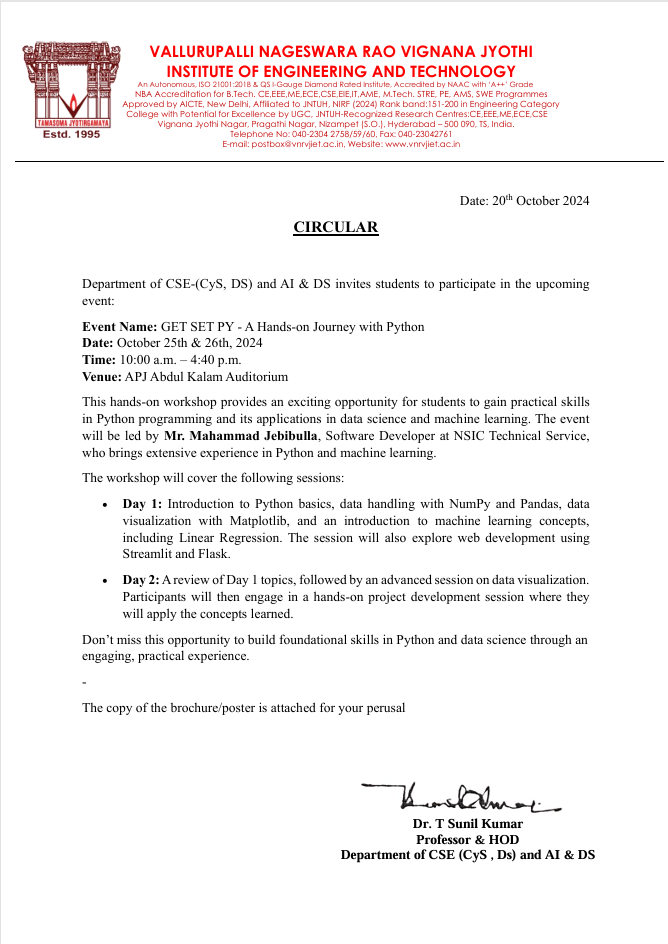 VALLURUPALLI NAGESWARA RAO VIGNANA JYOTHI
INSTITUTE OF ENGINEERING AND TECHNOLOGY
An Autonomous, ISO 21001:2018 & QS I-Gauge Diamond Rated Institute, Accredited by NAAC with 'A++' Grade
NBA Accreditation for B.Tech, CE,EEE,ME,ECE,CSE,EIE,IT,AME, M.Tech. STRE, PE, AMS, SWE Programmes
Approved by AICTE, New Delhi, Affiliated to JNTUH, NIRF (2024) Rank band:151-200 in Engineering Category
College with Potential for Excellence by UGC, JNTUH-Recognized Research Centres:CE,EEE,ME,ECE,CSE
Vignana Jyothi Nagar, Pragathi Nagar, Nizampet (S.O.), Hyderabad – 500 090, TS, India.
Telephone No: 040-2304 2758/59/60, Fax: 040-23042761
E-mail: postbox@vnrvjiet.ac.in, Website: www.vnrvjiet.ac.in
TAMASOMA JYOTIRGAMAYA
Estd. 1995
Date: 20th October 2024
CIRCULAR
Department of CSE-(CyS, DS) and AI & DS invites students to participate in the upcoming
event:
Event Name: GET SET PY - A Hands-on Journey with Python
Date: October 25th & 26th, 2024
Time: 10:00 a.m. – 4:40 p.m.
Venue: APJ Abdul Kalam Auditorium
This hands-on workshop provides an exciting opportunity for students to gain practical skills
in Python programming and its applications in data science and machine learning. The event
will be led by Mr. Mahammad Jebibulla, Software Developer at NSIC Technical Service,
who brings extensive experience in Python and machine learning.
The workshop will cover the following sessions:
• Day 1: Introduction to Python basics, data handling with NumPy and Pandas, data
visualization with Matplotlib, and an introduction to machine learning concepts,
including Linear Regression. The session will also explore web development using
Streamlit and Flask.
• Day 2: A review of Day 1 topics, followed by an advanced session on data visualization.
Participants will then engage in a hands-on project development session where they
will apply the concepts learned.
Don't miss this opportunity to build foundational skills in Python and data science through an
engaging, practical experience.
-
The copy of the brochure/poster is attached for your perusal
Dr. T Sunil Kumar
Professor & HOD
Department of CSE (CyS , Ds) and AI & DS